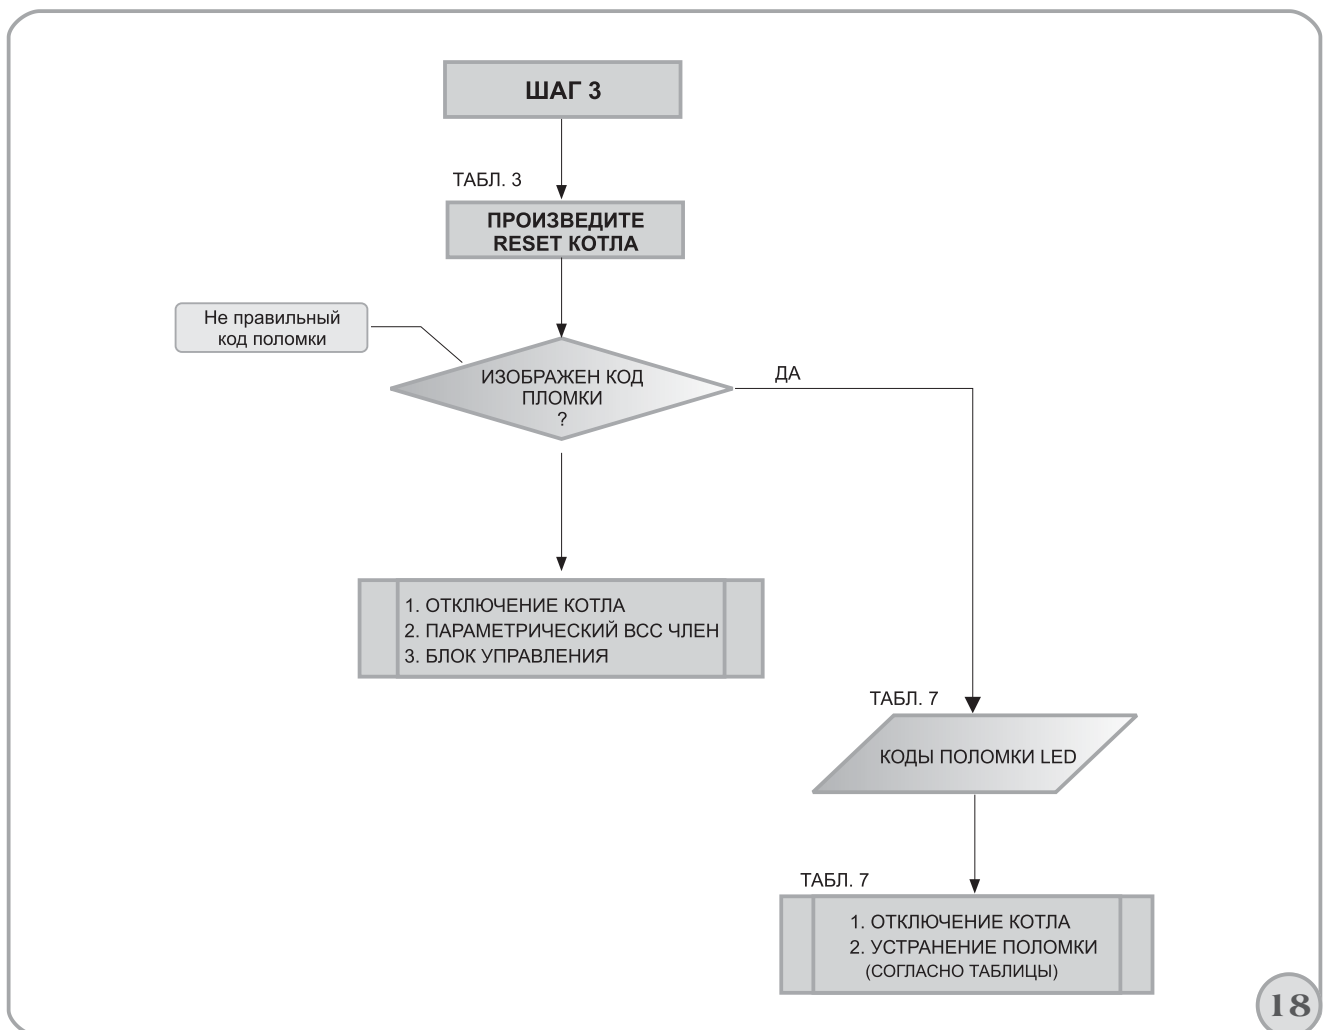 ШАГ 3
ТАБЛ. 3
ПРОИЗВЕДИТЕ
RESET КОТЛА
Не правильный
код поломки
ИЗОБРАЖЕН КОД
ПЛОМКИ
?
ДА
1. ОТКЛЮЧЕНИЕ КОТЛА
2. ПАРАМЕТРИЧЕСКИЙ ВСС ЧЛЕН
3. БЛОК УПРАВЛЕНИЯ
ТАБЛ. 7
КОДЫ ПОЛОМКИ LED
ТАБЛ. 7
1. ОТКЛЮЧЕНИЕ КОТЛА
2. УСТРАНЕНИЕ ПОЛОМКИ
(СОГЛАСНО ТАБЛИЦЫ)
18